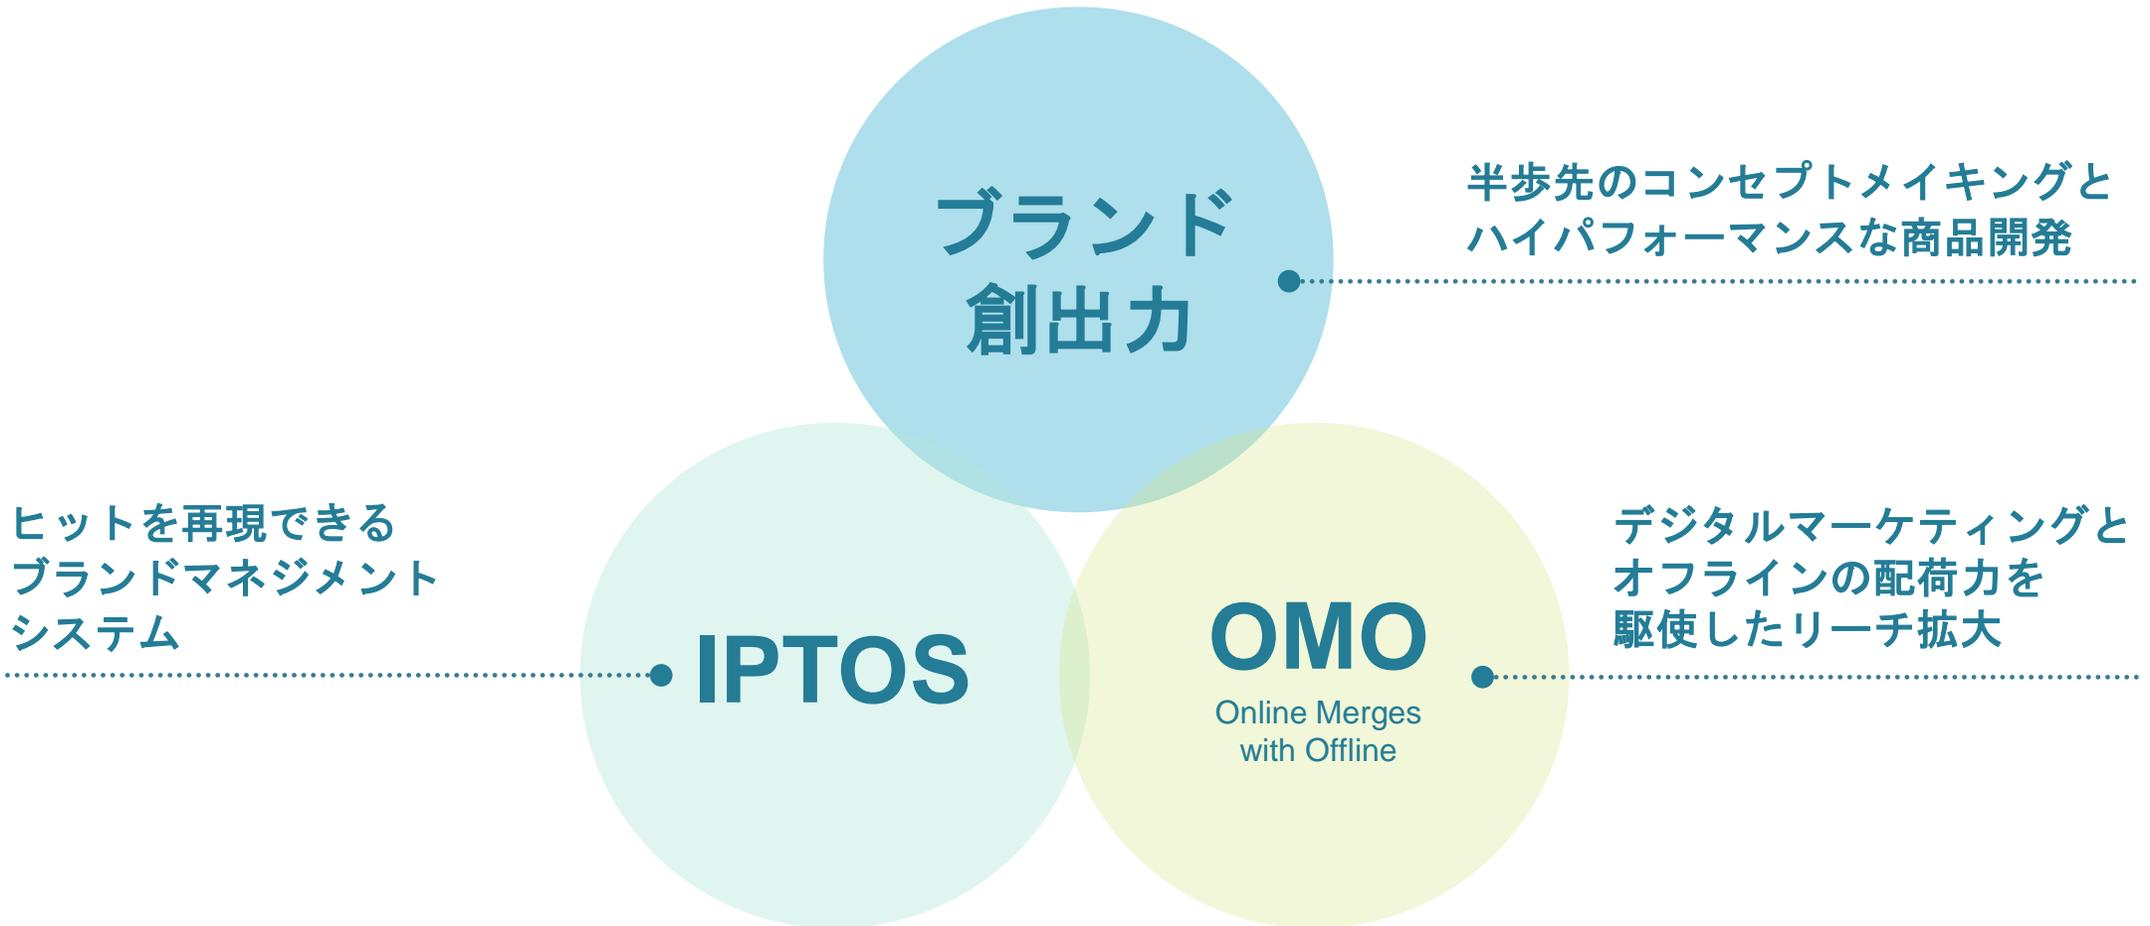 ブランド
創出力
半歩先のコンセプトメイキングと
ハイパフォーマンスな商品開発
ヒットを再現できる
ブランドマネジメント
システム
IPTOS
OMO
Online Merges
with Offline
デジタルマーケティングと
オフラインの配荷力を
駆使したリーチ拡大